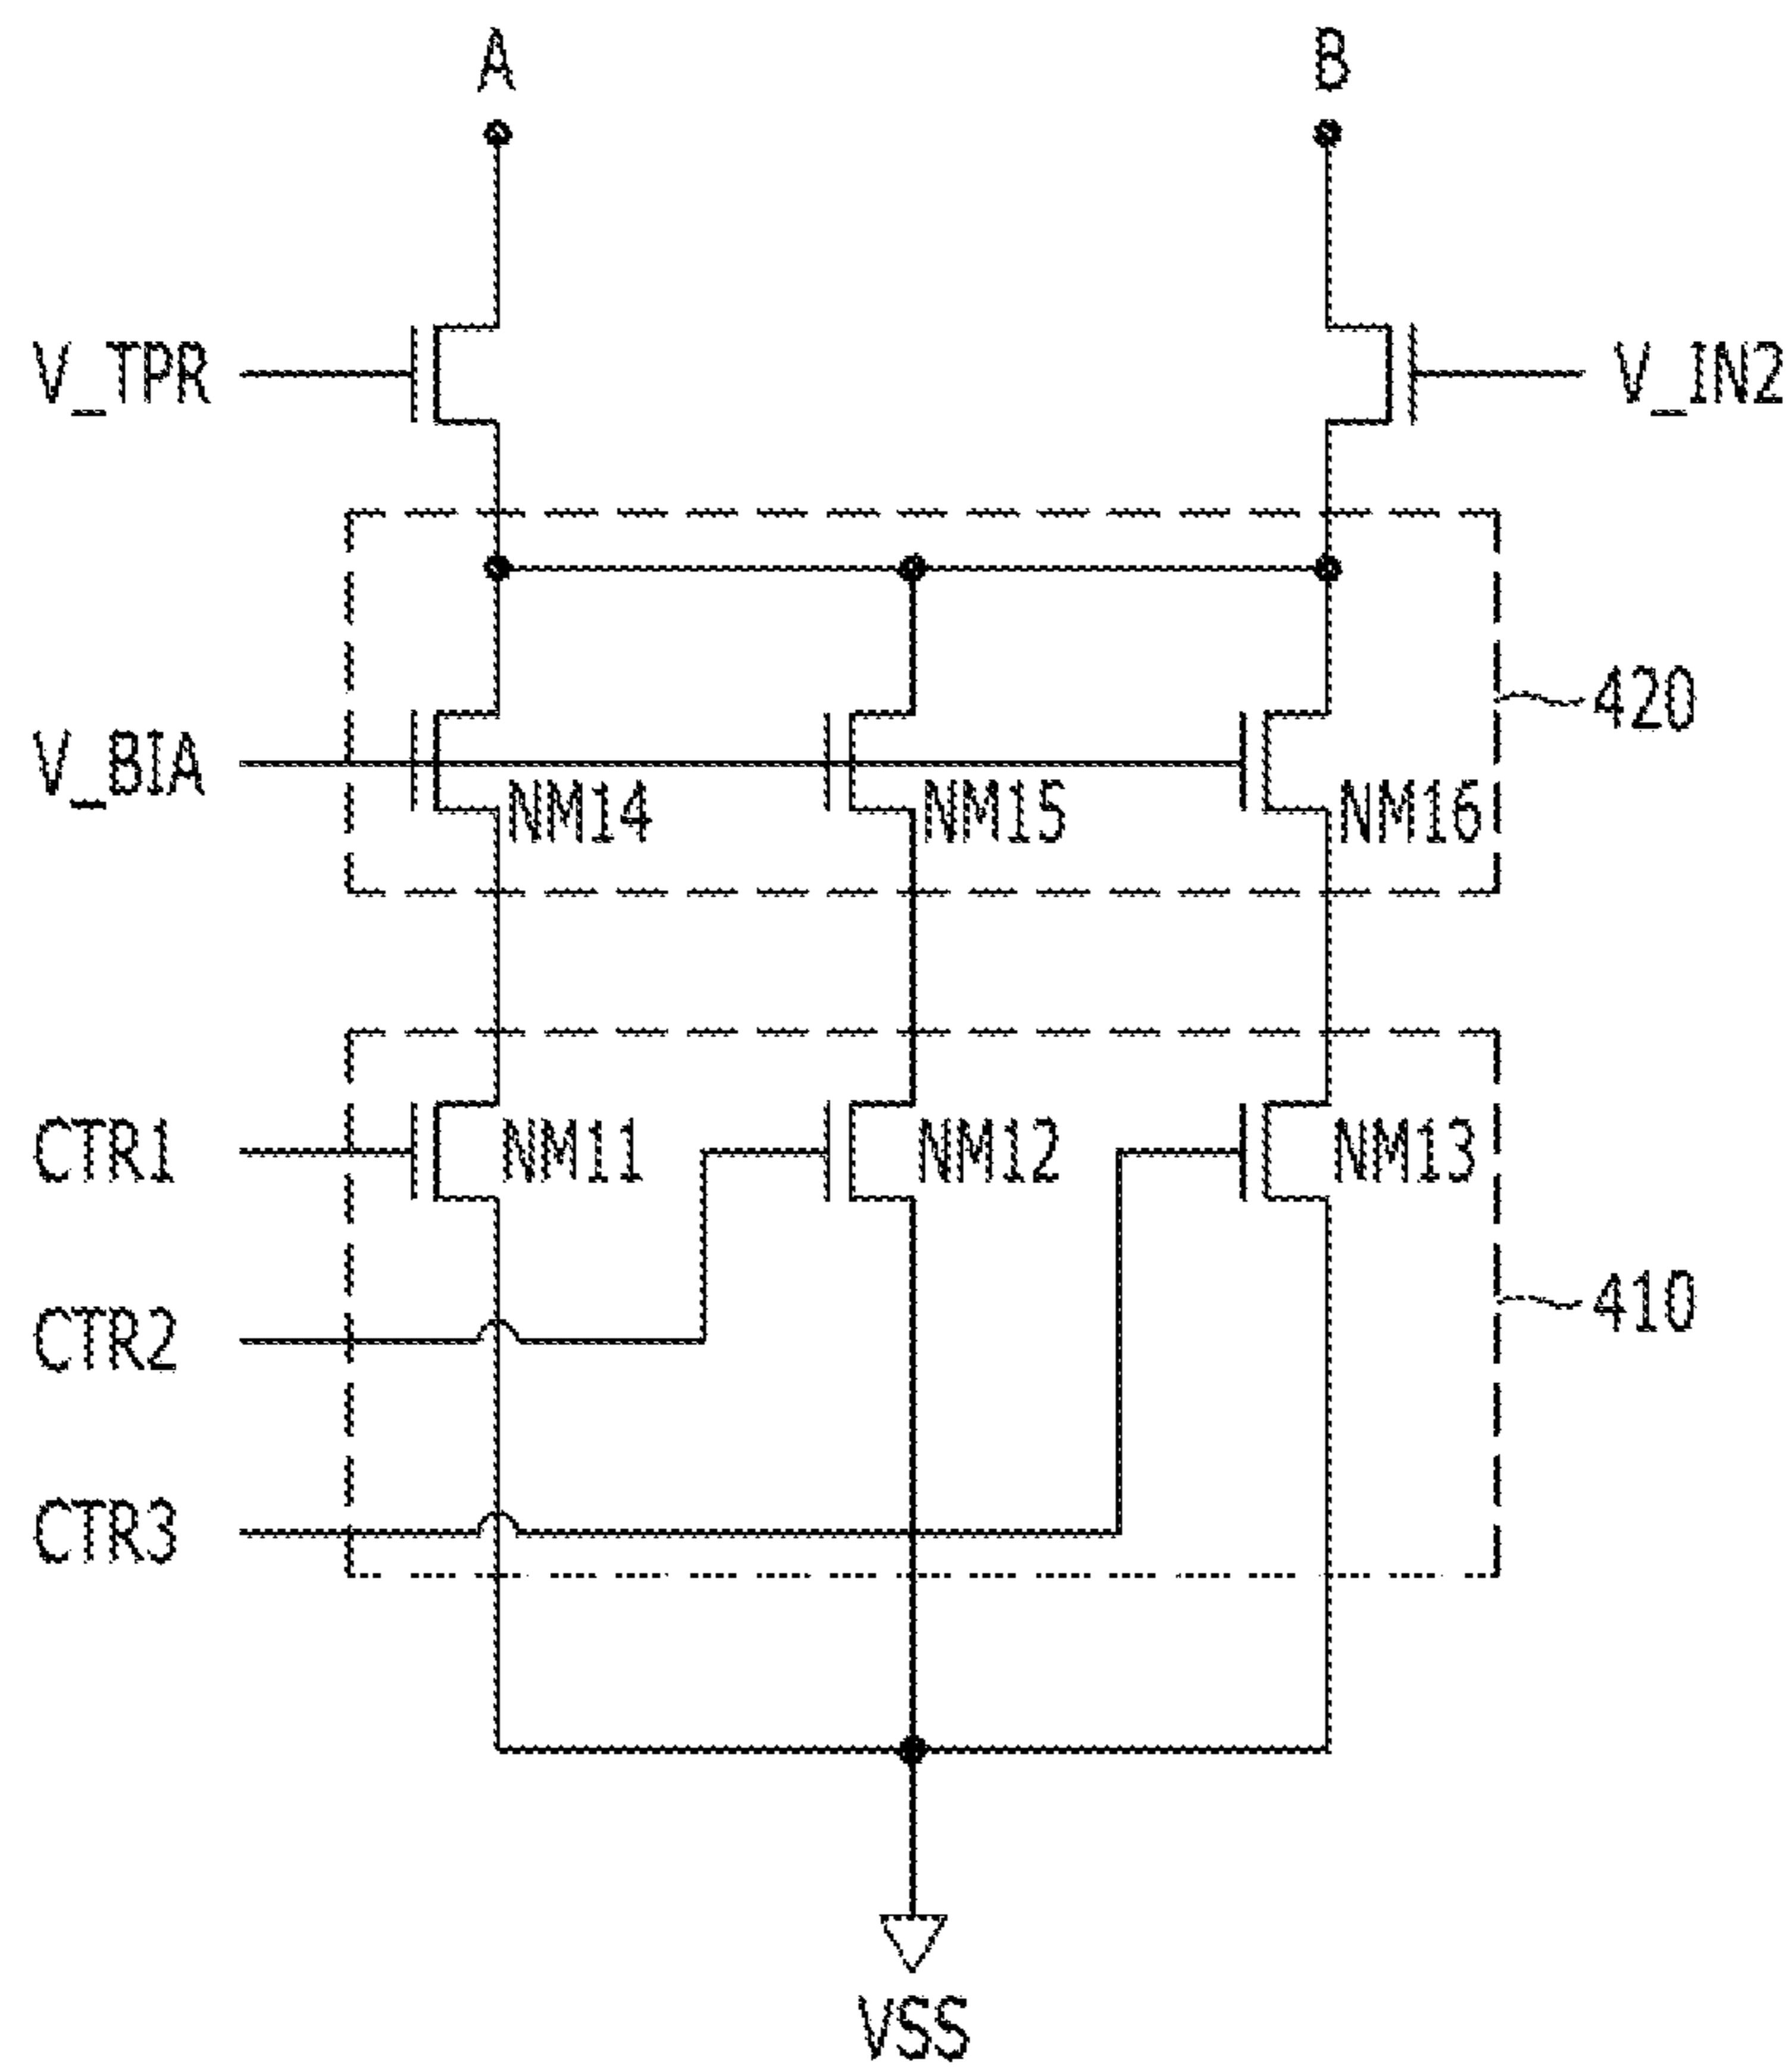 A B
V_TPR V_IN2
420
V_BIA
NM14 NM15 NM16
CTR1 NM11 NM12 NM13
410
CTR2
CTR3
VSS